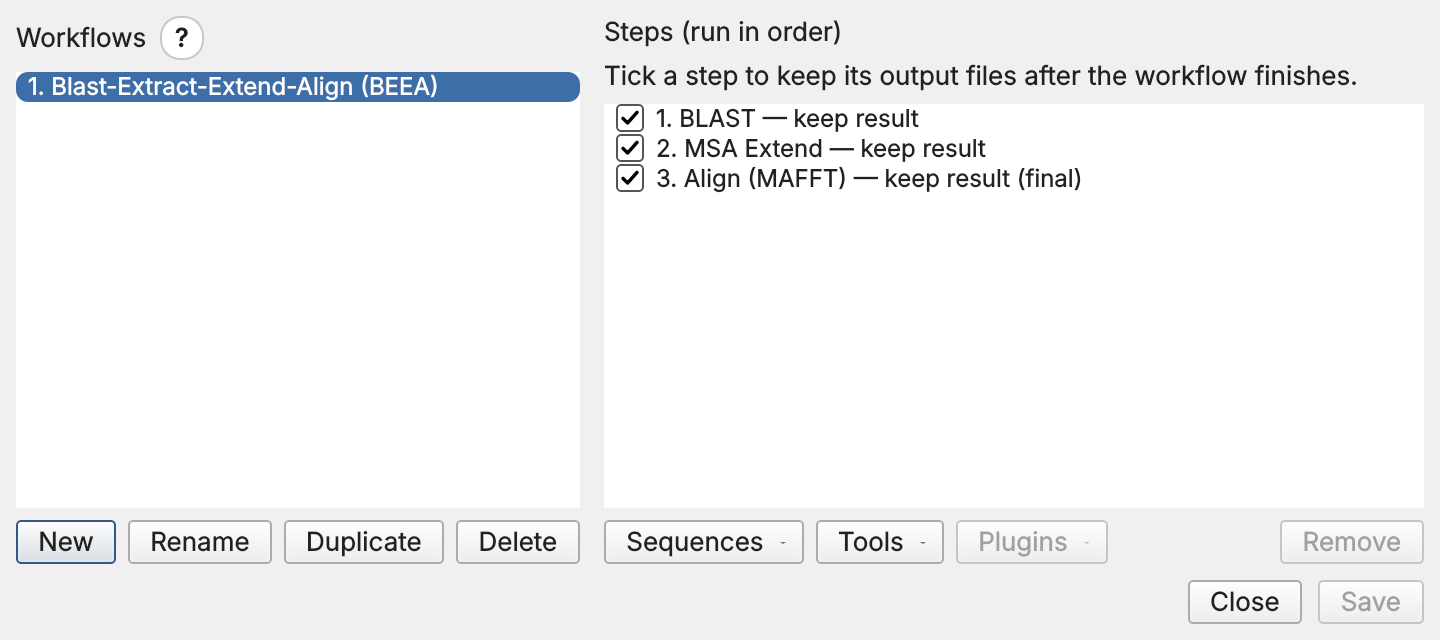 Workflows ?
1. Blast-Extract-Extend-Align (BEEA)
New Rename Duplicate Delete
Steps (run in order)
Tick a step to keep its output files after the workflow finishes.
1. BLAST — keep result
2. MSA Extend — keep result
3. Align (MAFFT) — keep result (final)
Sequences Tools Plugins Remove
Close Save